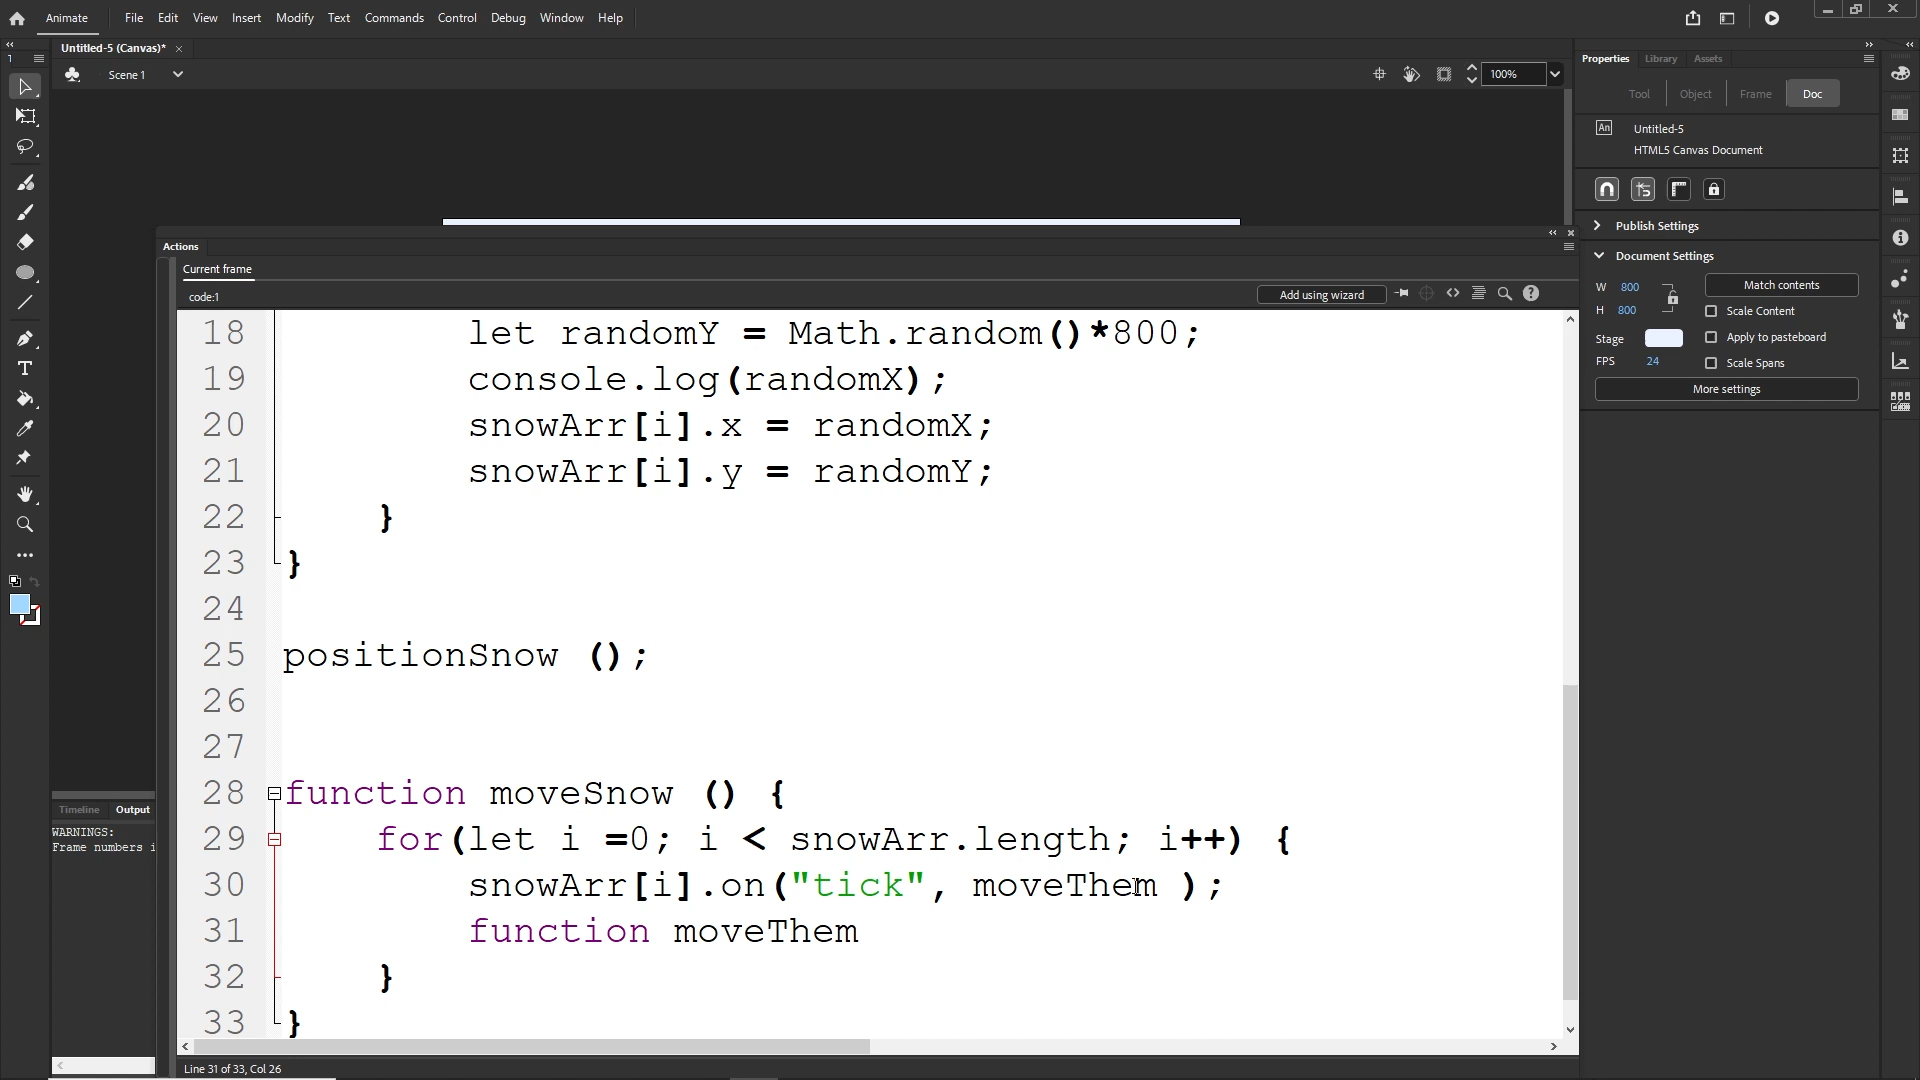 Animate File Edit View Insert Modify Text Commands Control Debug Window Help
Untitled-5 (Canvas)*
Scene 1
100%
Properties Library Assets
Tool Object Frame Doc
An Untitled-5
HTML5 Canvas Document
Publish Settings
Document Settings
W 800 Match contents
H 800 Scale Content
Stage Apply to pasteboard
FPS 24 Scale Spans
More settings
Actions
Current frame
code:1
Add using wizard
18 let randomY = Math.random()*800;
19 console.log(randomX);
20 snowArr[i].x = randomX;
21 snowArr[i].y = randomY;
22 }
23 }
24
25 positionSnow ();
26
27
28 function moveSnow () {
29 for(let i =0; i < snowArr.length; i++) {
30 snowArr[i].on("tick", moveThem );
31 function moveThem
32 }
33 }
Line 31 of 33, Col 26
Timeline Output
WARNINGS:
Frame numbers i